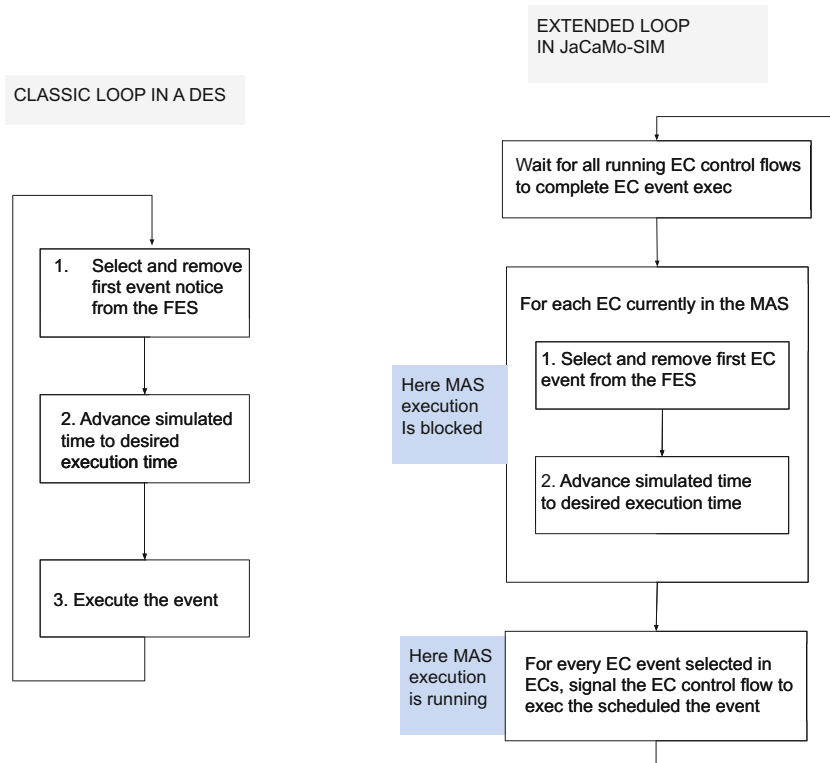 CLASSIC LOOP IN A DES
1. Select and remove
first event notice
from the FES
2. Advance simulated
time to desired
execution time
3. Execute the event
EXTENDED LOOP
IN JaCaMo-SIM
Wait for all running EC control flows
to complete EC event exec
For each EC currently in the MAS
1. Select and remove first EC
event from the FES
2. Advance simulated time
to desired execution time
Here MAS
execution
Is blocked
Here MAS
execution
is running
For every EC event selected in
ECs, signal the EC control flow to
exec the scheduled the event